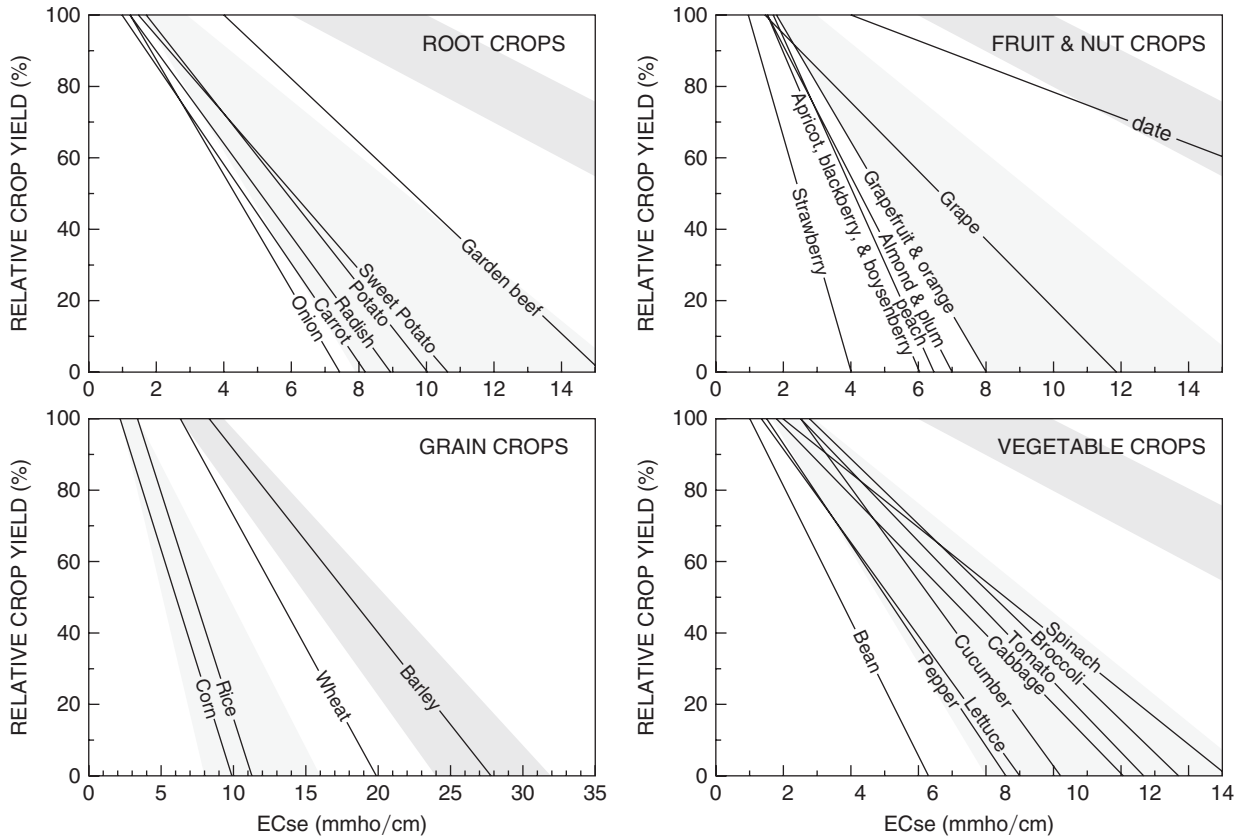 ROOT CROPS
RELATIVE CROP YIELD (%)
100
80
60
40
20
0
0 2 4 6 8 10 12 14
Onion
Carrot
Radish
Potato
Sweet Potato
Garden beef
FRUIT & NUT CROPS
RELATIVE CROP YIELD (%)
100
80
60
40
20
0
0 2 4 6 8 10 12 14
Strawberry
Apricot, blackberry, & boysenberry
peach
Almond & plum
Grapefruit & orange
Grape
date
GRAIN CROPS
RELATIVE CROP YIELD (%)
100
80
60
40
20
0
0 5 10 15 20 25 30 35
ECse (mmho/cm)
Corn
Rice
Wheat
Barley
VEGETABLE CROPS
RELATIVE CROP YIELD (%)
100
80
60
40
20
0
0 2 4 6 8 10 12 14
ECse (mmho/cm)
Bean
Pepper
Lettuce
Cucumber
Cabbage
Tomato
Broccoli
Spinach